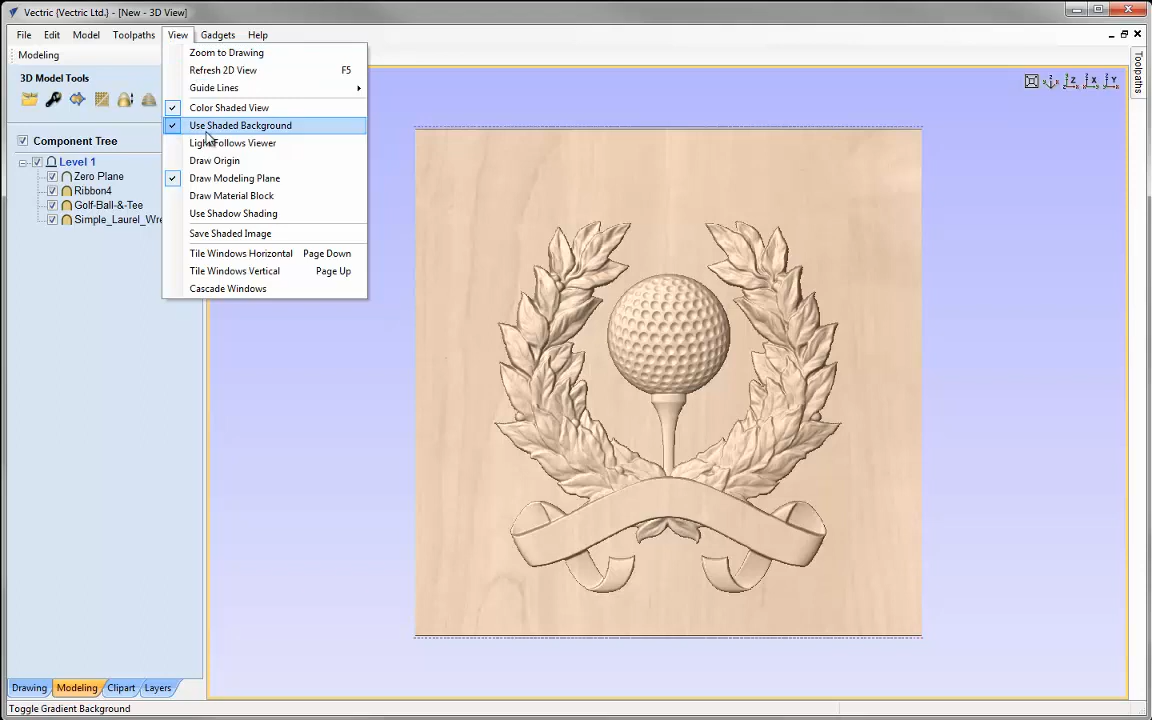 Vectric {Vectric Ltd.} - [New - 3D View]
File Edit Model Toolpaths View Gadgets Help
Modeling
3D Model Tools
Component Tree
Level 1
Zero Plane
Ribbon4
Golf-Ball-&-Tee
Simple_Laurel_Wre
Zoom to Drawing
Refresh 2D View F5
Guide Lines
Color Shaded View
Use Shaded Background
Light Follows Viewer
Draw Origin
Draw Modeling Plane
Draw Material Block
Use Shadow Shading
Save Shaded Image
Tile Windows Horizontal Page Down
Tile Windows Vertical Page Up
Cascade Windows
Z X Y
Toolpaths
Drawing Modeling Clipart Layers
Toggle Gradient Background